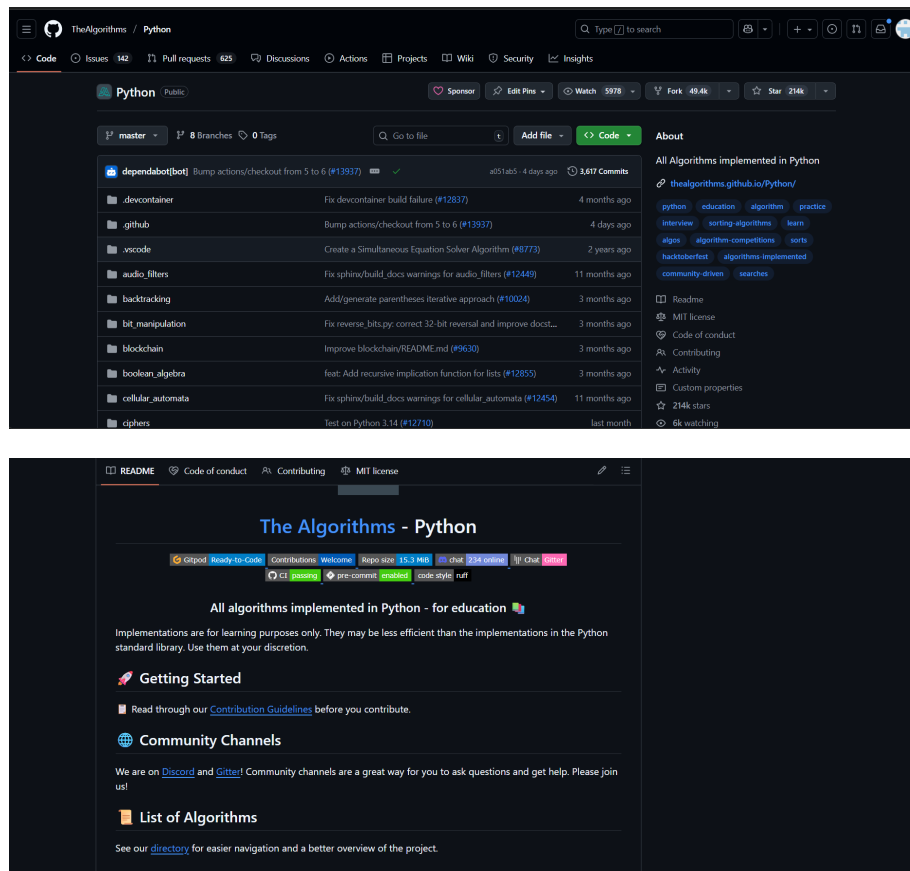 TheAlgorithms / Python
Type / to search
Code Issues 142 Pull requests 625 Discussions Actions Projects Wiki Security Insights
Python Public
Sponsor Edit Pins Watch 5978 Fork 49.4k Star 214k
master 8 Branches 0 Tags Go to file t Add file Code
dependabot[bot] Bump actions/checkout from 5 to 6 (#13937) a051ab5 · 4 days ago 3,617 Commits
.devcontainer Fix devcontainer build failure (#12837) 4 months ago
.github Bump actions/checkout from 5 to 6 (#13937) 4 days ago
.vscode Create a Simultaneous Equation Solver Algorithm (#8773) 2 years ago
audio_filters Fix sphinx/build_docs warnings for audio_filters (#12449) 11 months ago
backtracking Add/generate parentheses iterative approach (#10024) 3 months ago
bit_manipulation Fix reverse_bits.py: correct 32-bit reversal and improve docst... 3 months ago
blockchain Improve blockchain/README.md (#9630) 3 months ago
boolean_algebra feat: Add recursive implication function for lists (#12855) 3 months ago
cellular_automata Fix sphinx/build_docs warnings for cellular_automata (#12454) 11 months ago
ciphers Test on Python 3.14 (#12710) last month
About
All Algorithms implemented in Python
thealgorithms.github.io/Python/
python education algorithm practice
interview sorting-algorithms learn
algos algorithm-competitions sorts
hacktoberfest algorithms-implemented
community-driven searches
Readme
MIT license
Code of conduct
Contributing
Activity
Custom properties
214k stars
6k watching
README Code of conduct Contributing MIT license
The Algorithms - Python
Gitpod Ready-to-Code Contributions Welcome Repo size 15.3 MiB chat 234 online Chat Gitter
CI passing pre-commit enabled code style ruff
All algorithms implemented in Python - for education
Implementations are for learning purposes only. They may be less efficient than the implementations in the Python
standard library. Use them at your discretion.
Getting Started
Read through our Contribution Guidelines before you contribute.
Community Channels
We are on Discord and Gitter! Community channels are a great way for you to ask questions and get help. Please join
us!
List of Algorithms
See our directory for easier navigation and a better overview of the project.